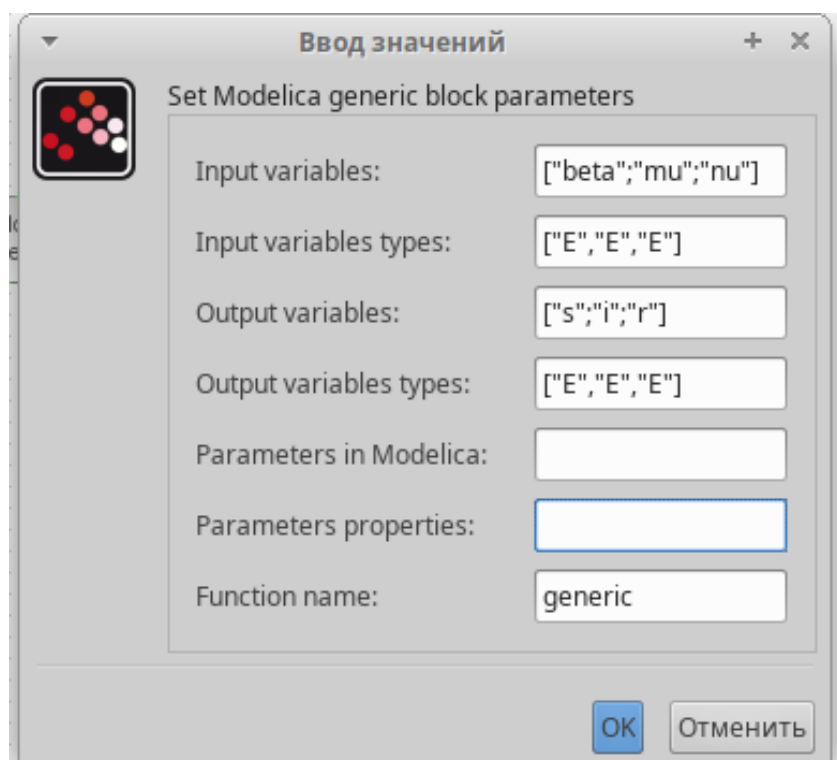 Ввод значений
Set Modelica generic block parameters
Input variables: ["beta";"mu";"nu"]
Input variables types: ["E","E","E"]
Output variables: ["s";"i";"r"]
Output variables types: ["E","E","E"]
Parameters in Modelica:
Parameters properties:
Function name: generic
OK Отменить